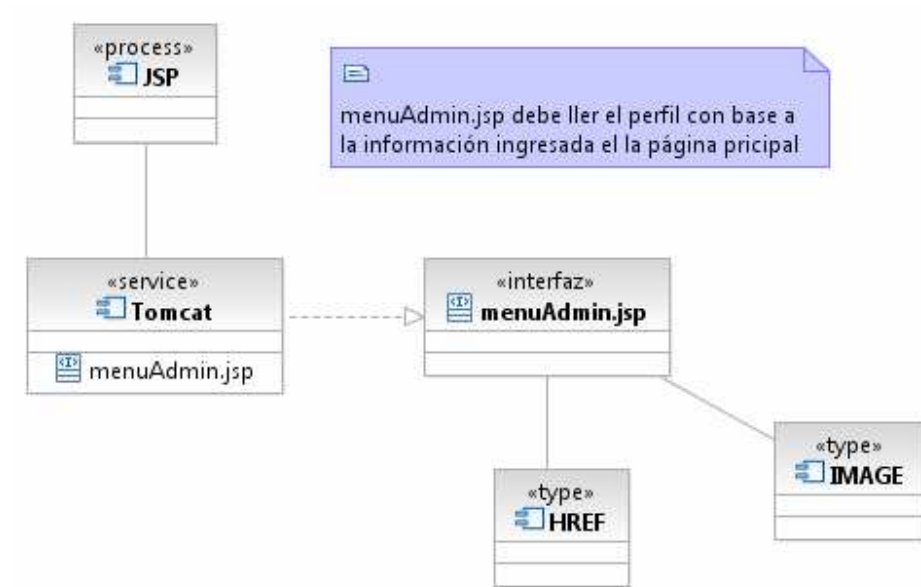 «process»
JSP
menuAdmin.jsp debe ller el perfil con base a
la información ingresada el la página pricipal
«service»
Tomcat
menuAdmin.jsp
«interfaz»
menuAdmin.jsp
«type»
HREF
«type»
IMAGE